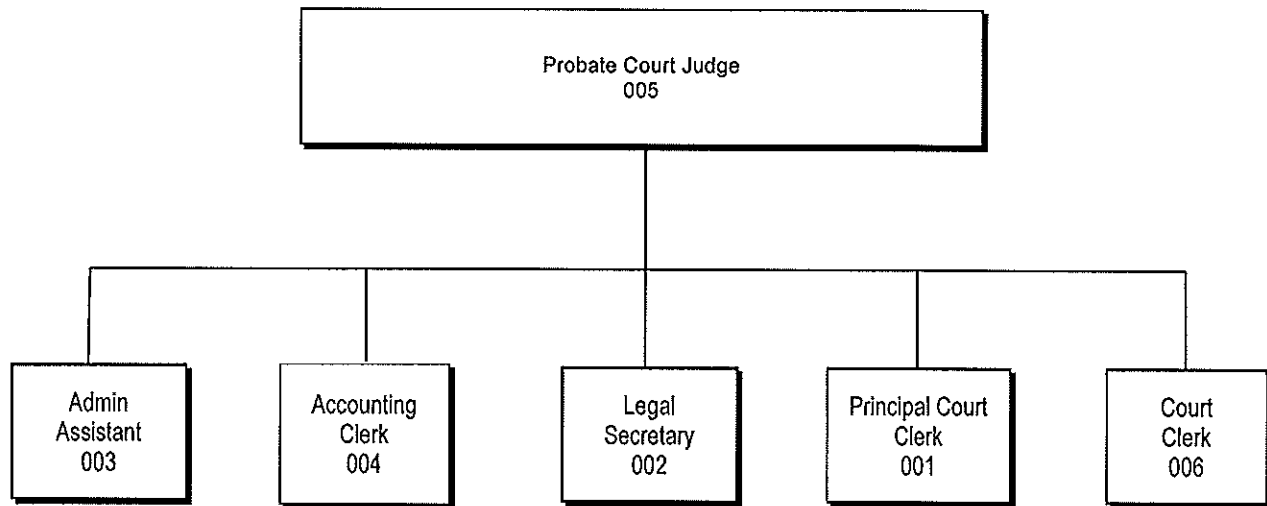 Probate Court Judge
005
Admin
Assistant
003
Accounting
Clerk
004
Legal
Secretary
002
Principal Court
Clerk
001
Court
Clerk
006